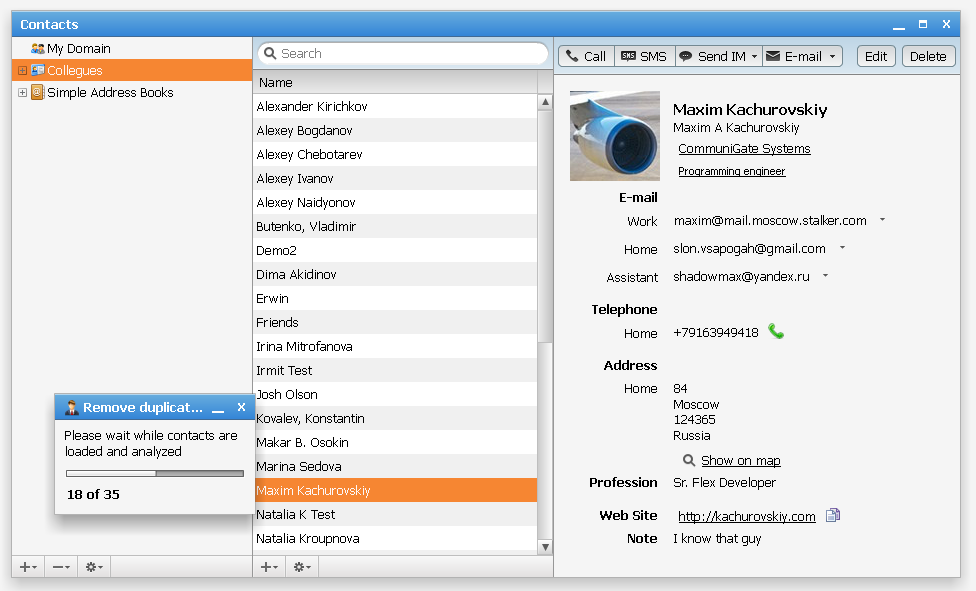 Contacts
My Domain
Collegues
Simple Address Books
Search
Name
Alexander Kirichkov
Alexey Bogdanov
Alexey Chebotarev
Alexey Ivanov
Alexey Naidyonov
Butenko, Vladimir
Demo2
Dima Akidinov
Erwin
Friends
Irina Mitrofanova
Irmit Test
Josh Olson
Kovalev, Konstantin
Makar B. Osokin
Marina Sedova
Maxim Kachurovskiy
Natalia K Test
Natalia Kroupnova
Remove duplicat...
Please wait while contacts are
loaded and analyzed
18 of 35
Call SMS SMS Send IM E-mail Edit Delete
Maxim Kachurovskiy
Maxim A Kachurovskiy
CommuniGate Systems
Programming engineer
E-mail
Work maxim@mail.moscow.stalker.com
Home slon.vsapogah@gmail.com
Assistant shadowmax@yandex.ru
Telephone
Home +79163949418
Address
Home 84
Moscow
124365
Russia
Show on map
Profession Sr. Flex Developer
Web Site http://kachurovskiy.com
Note I know that guy